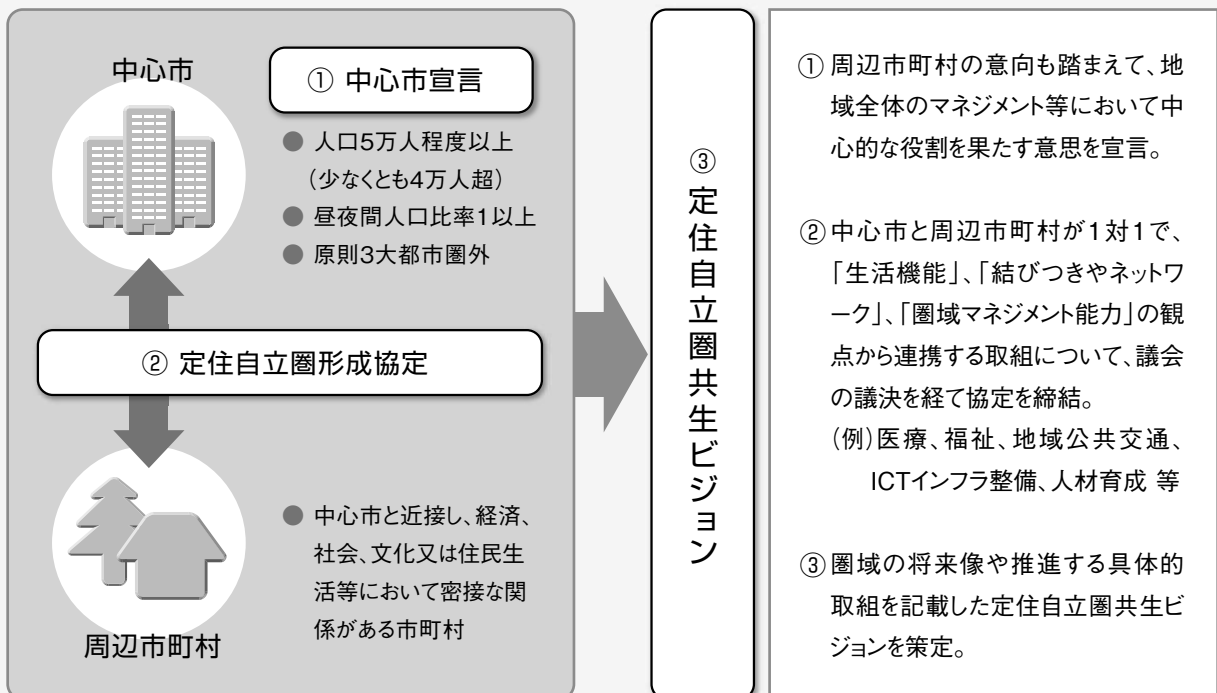 中心市
① 中心市宣言
● 人口5万人程度以上
(少なくとも4万人超)
● 昼夜間人口比率1以上
● 原則3大都市圏外
② 定住自立圏形成協定
● 中心市と近接し、経済、
社会、文化又は住民生
活等において密接な関
係がある市町村
周辺市町村
③定住自立圏共生ビジョン
① 周辺市町村の意向も踏まえて、地
域全体のマネジメント等において中
心的な役割を果たす意思を宣言。
② 中心市と周辺市町村が1対1で、
「生活機能」、「結びつきやネットワ
ーク」、「圏域マネジメント能力」の観
点から連携する取組について、議会
の議決を経て協定を締結。
(例)医療、福祉、地域公共交通、
ICTインフラ整備、人材育成 等
③ 圏域の将来像や推進する具体的
取組を記載した定住自立圏共生ビ
ジョンを策定。